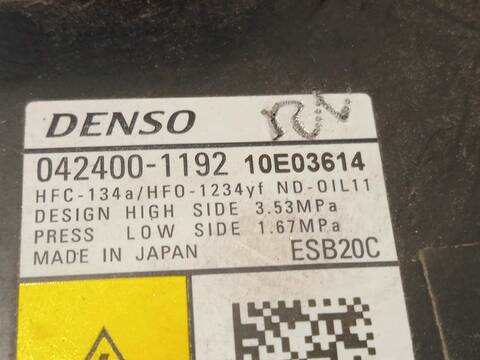 DENSO
042400-1192 10E03614
HFC-134a/HFO-1234yf ND-OIL11
DESIGN HIGH SIDE 3.53MPa
PRESS LOW SIDE 1.67MPa
MADE IN JAPAN ESB20C